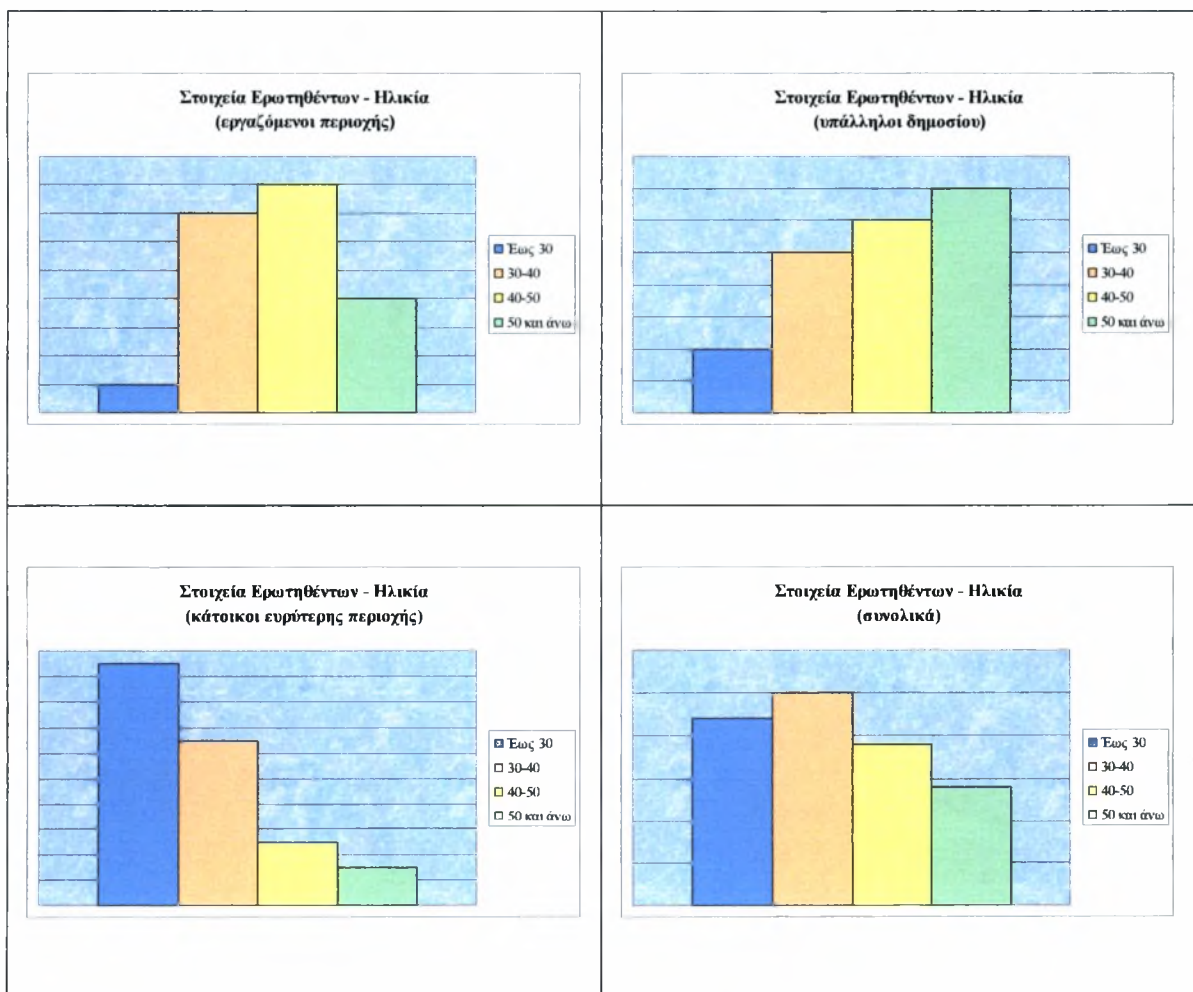 Στοιχεία Ερωτηθέντων - Ηλικία
(εργαζόμενοι περιοχής)
Έως 30
30-40
40-50
50 και άνω
Στοιχεία Ερωτηθέντων - Ηλικία
(υπάλληλοι δημοσίου)
Έως 30
30-40
40-50
50 και άνω
Στοιχεία Ερωτηθέντων - Ηλικία
(κάτοικοι ευρύτερης περιοχής)
Έως 30
30-40
40-50
50 και άνω
Στοιχεία Ερωτηθέντων - Ηλικία
(συνολικά)
Έως 30
30-40
40-50
50 και άνω